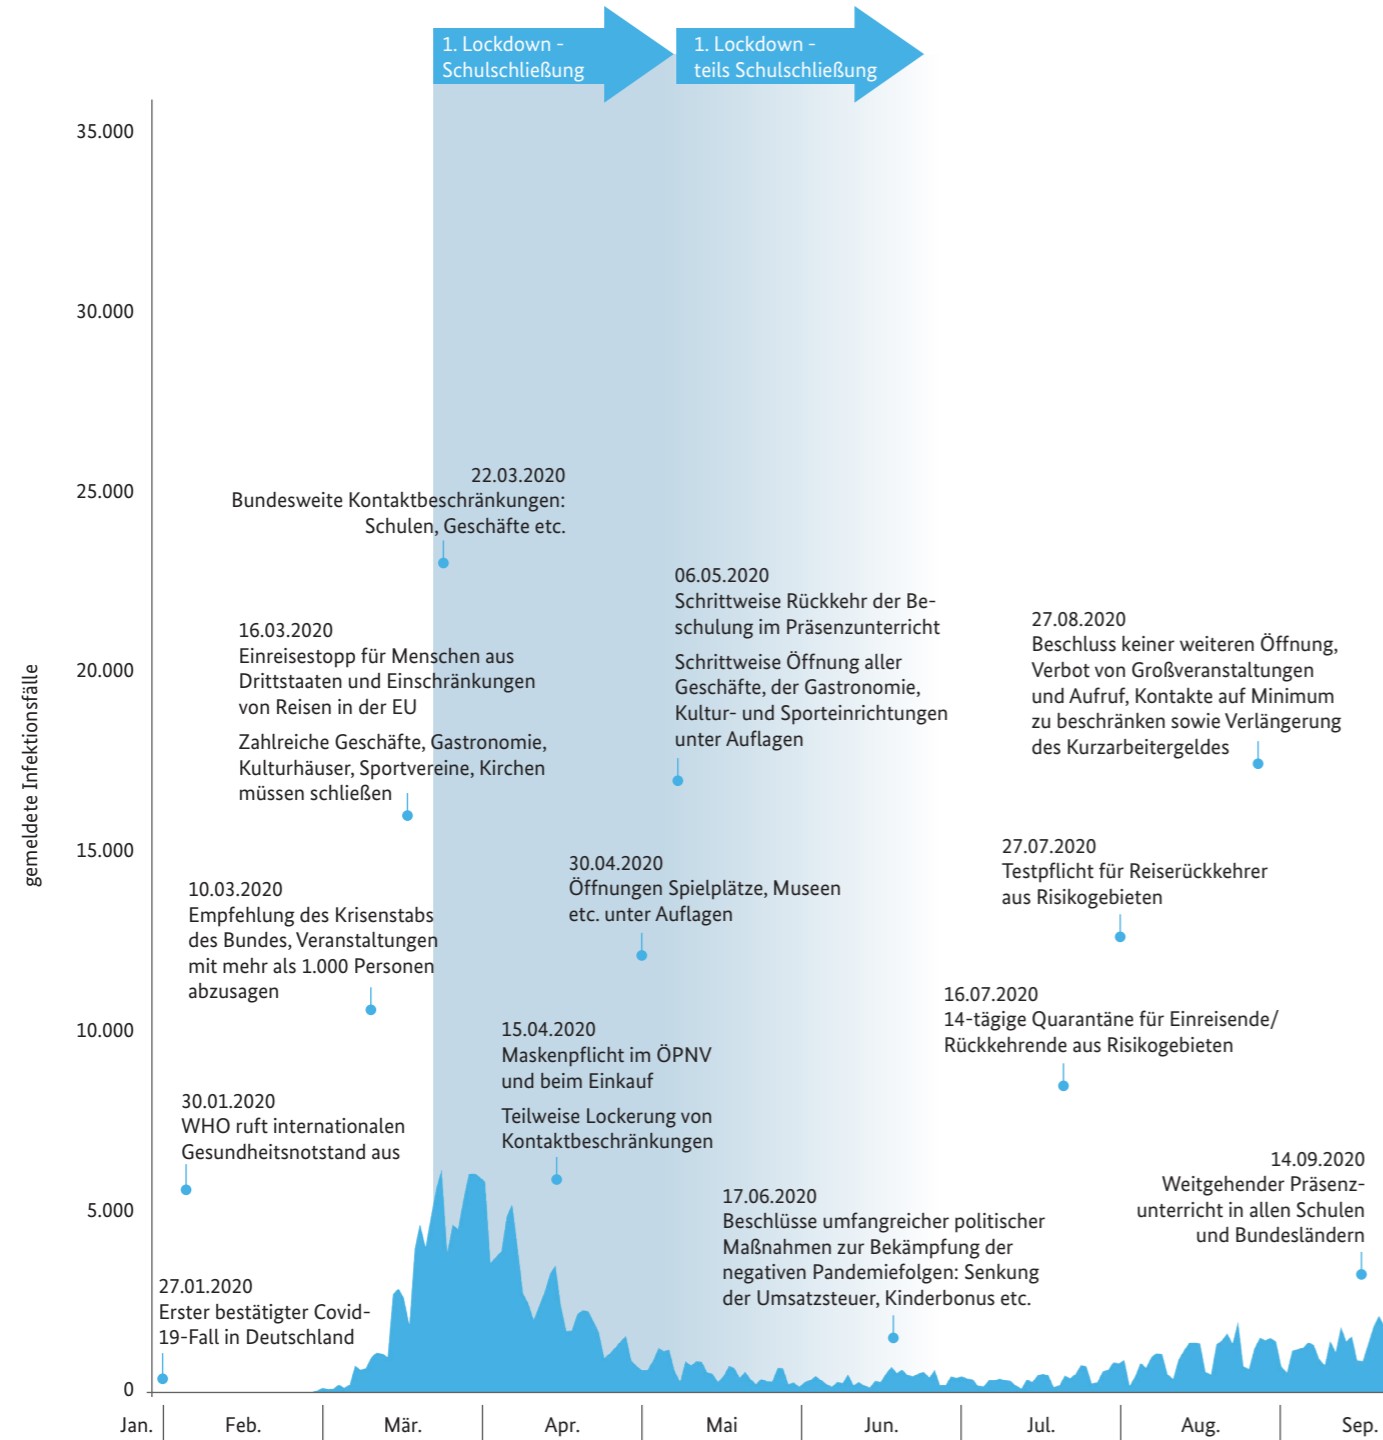 1. Lockdown -
Schulschließung
1. Lockdown -
teils Schulschließung
gemeldete Infektionsfälle
35.000
30.000
25.000
20.000
15.000
10.000
5.000
0
22.03.2020
Bundesweite Kontaktbeschränkungen:
Schulen, Geschäfte etc.
16.03.2020
Einreisestopp für Menschen aus
Drittstaaten und Einschränkungen
von Reisen in der EU
Zahlreiche Geschäfte, Gastronomie,
Kulturhäuser, Sportvereine, Kirchen
müssen schließen
10.03.2020
Empfehlung des Krisenstabs
des Bundes, Veranstaltungen
mit mehr als 1.000 Personen
abzusagen
30.01.2020
WHO ruft internationalen
Gesundheitsnotstand aus
27.01.2020
Erster bestätigter Covid-
19-Fall in Deutschland
06.05.2020
Schrittweise Rückkehr der Be-
schulung im Präsenzunterricht
Schrittweise Öffnung aller
Geschäfte, der Gastronomie,
Kultur- und Sporteinrichtungen
unter Auflagen
30.04.2020
Öffnungen Spielplätze, Museen
etc. unter Auflagen
15.04.2020
Maskenpflicht im ÖPNV
und beim Einkauf
Teilweise Lockerung von
Kontaktbeschränkungen
17.06.2020
Beschlüsse umfangreicher politischer
Maßnahmen zur Bekämpfung der
negativen Pandemiefolgen: Senkung
der Umsatzsteuer, Kinderbonus etc.
27.08.2020
Beschluss keiner weiteren Öffnung,
Verbot von Großveranstaltungen
und Aufruf, Kontakte auf Minimum
zu beschränken sowie Verlängerung
des Kurzarbeitergeldes
27.07.2020
Testpflicht für Reiserückkehrer
aus Risikogebieten
16.07.2020
14-tägige Quarantäne für Einreisende/
Rückkehrende aus Risikogebieten
14.09.2020
Weitgehender Präsenz-
unterricht in allen Schulen
und Bundesländern
Jan.
Feb.
Mär.
Apr.
Mai
Jun.
Jul.
Aug.
Sep.